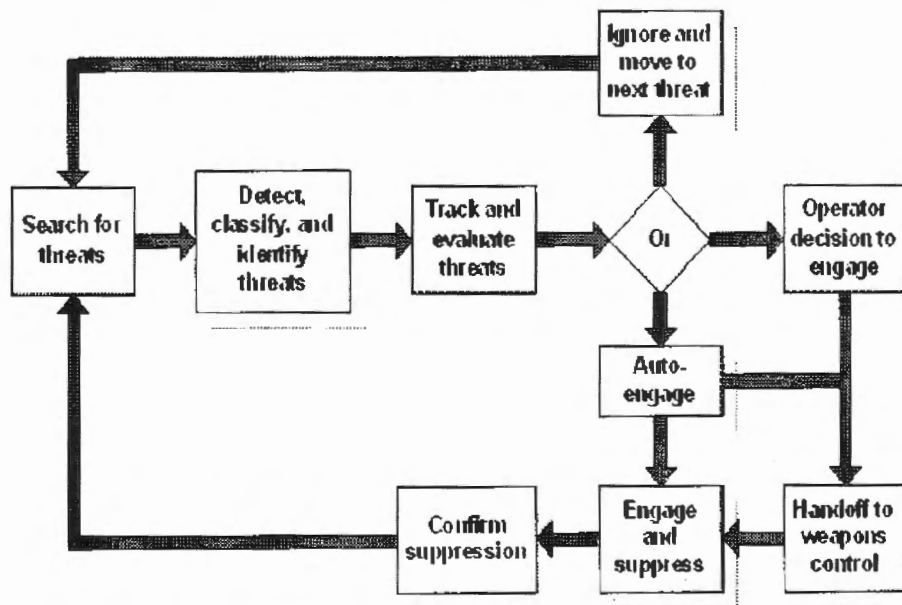 Ignore and
move to
next threat
Search for
threats
Detect,
classify, and
identify
threats
Track and
evaluate
threats
Or
Operator
decision to
engage
Auto-
engage
Confirm
suppression
Engage
and
suppress
Handoff to
weapons
control